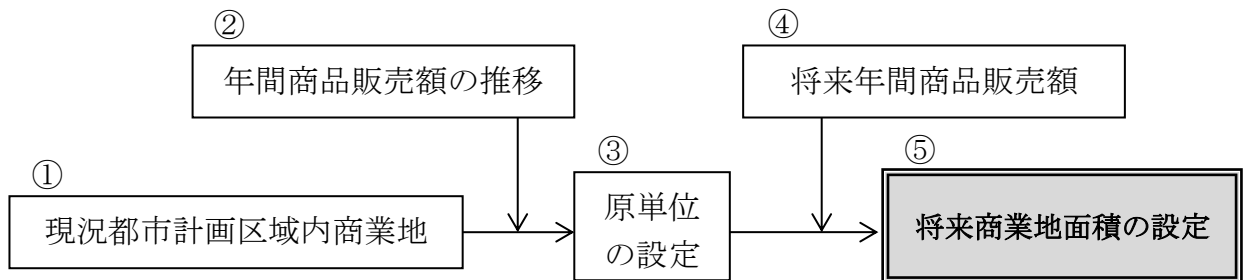 ②
年間商品販売額の推移
④
将来年間商品販売額
①
現況都市計画区域内商業地
③
原単位
の設定
⑤
将来商業地面積の設定